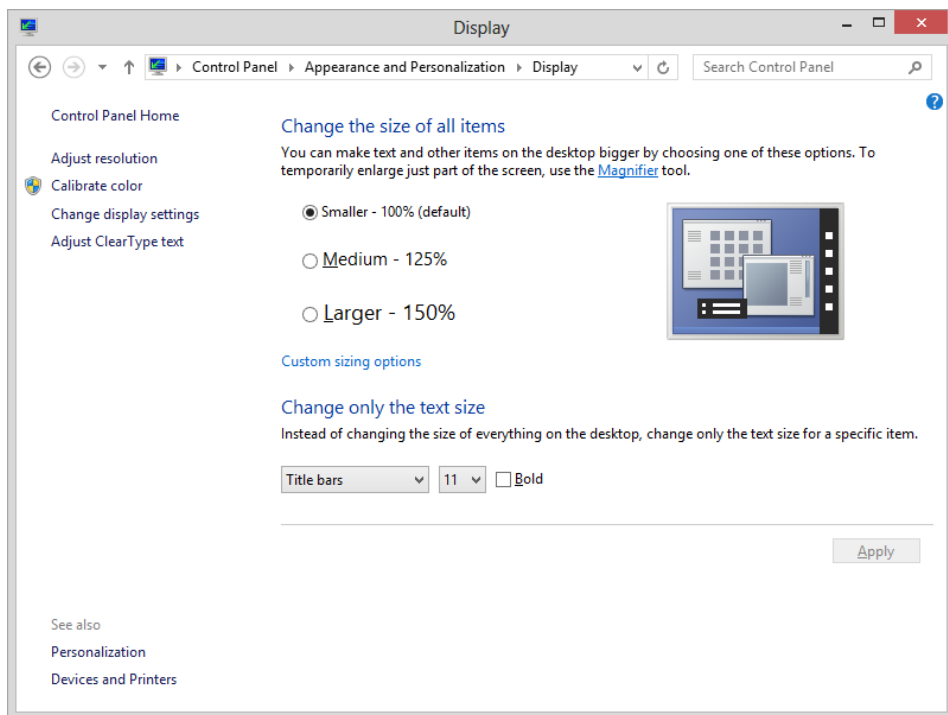 Display
Control Panel Appearance and Personalization Display
Search Control Panel
Control Panel Home
Adjust resolution
Calibrate color
Change display settings
Adjust ClearType text
Change the size of all items
You can make text and other items on the desktop bigger by choosing one of these options. To
temporarily enlarge just part of the screen, use the Magnifier tool.
Smaller - 100% (default)
Medium - 125%
Larger - 150%
Custom sizing options
Change only the text size
Instead of changing the size of everything on the desktop, change only the text size for a specific item.
Title bars 11 Bold
Apply
See also
Personalization
Devices and Printers